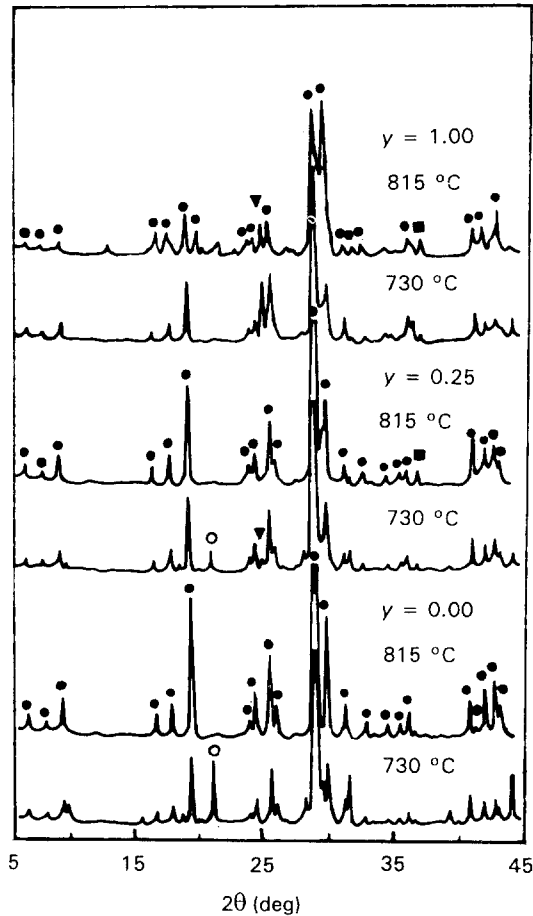 y = 1.00
815 °C
730 °C
y = 0.25
815 °C
730 °C
y = 0.00
815 °C
730 °C
5 15 25 35 45
2θ (deg)